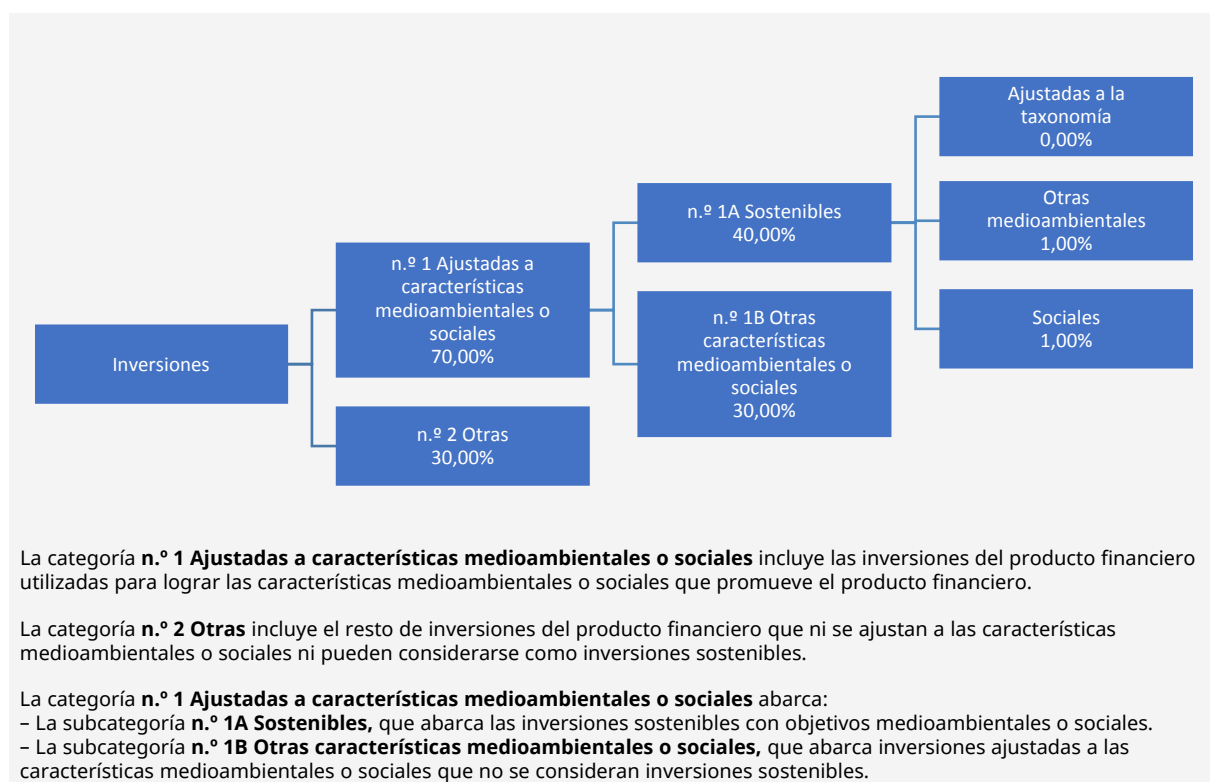 Inversiones
n.º 1 Ajustadas a
características
medioambientales o
sociales
70,00%
n.º 2 Otras
30,00%
n.º 1A Sostenibles
40,00%
n.º 1B Otras
características
medioambientales o
sociales
30,00%
Ajustadas a la
taxonomía
0,00%
Otras
medioambientales
1,00%
Sociales
1,00%
La categoría n.º 1 Ajustadas a características medioambientales o sociales incluye las inversiones del producto financiero
utilizadas para lograr las características medioambientales o sociales que promueve el producto financiero.
La categoría n.º 2 Otras incluye el resto de inversiones del producto financiero que ni se ajustan a las características
medioambientales o sociales ni pueden considerarse como inversiones sostenibles.
La categoría n.º 1 Ajustadas a características medioambientales o sociales abarca:
– La subcategoría n.º 1A Sostenibles, que abarca las inversiones sostenibles con objetivos medioambientales o sociales.
– La subcategoría n.º 1B Otras características medioambientales o sociales, que abarca inversiones ajustadas a las
características medioambientales o sociales que no se consideran inversiones sostenibles.